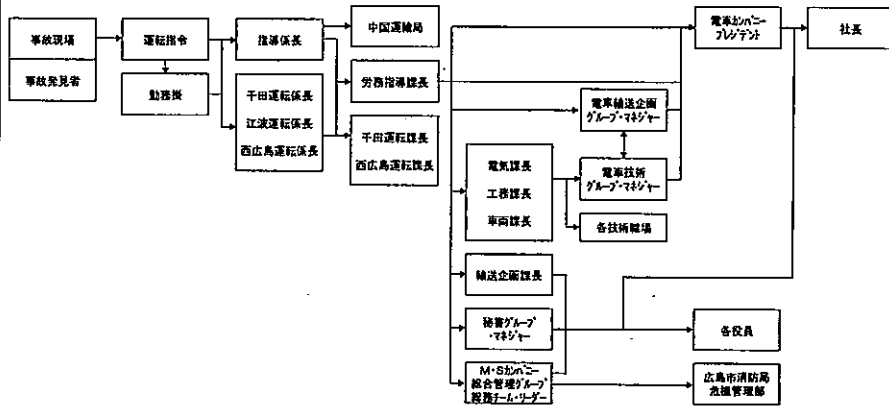 事故現場
事故発見者
運転指令
勤務掛
指導係長
千田運転係長
江波運転係長
西広島運転係長
中国運輸局
労務指導課長
千田運転課長
西広島運転課長
電気課長
工務課長
車両課長
輸送企画課長
秘書グループ
・マネジャー
M・Sカンパニー
総合管理グループ
総務チーム・リーダー
電車輸送企画
グループ・マネジャー
電車技術
グループ・マネジャー
各技術職場
電車カンパニー
プレジデント
社長
各役員
広島市消防局
危機管理部